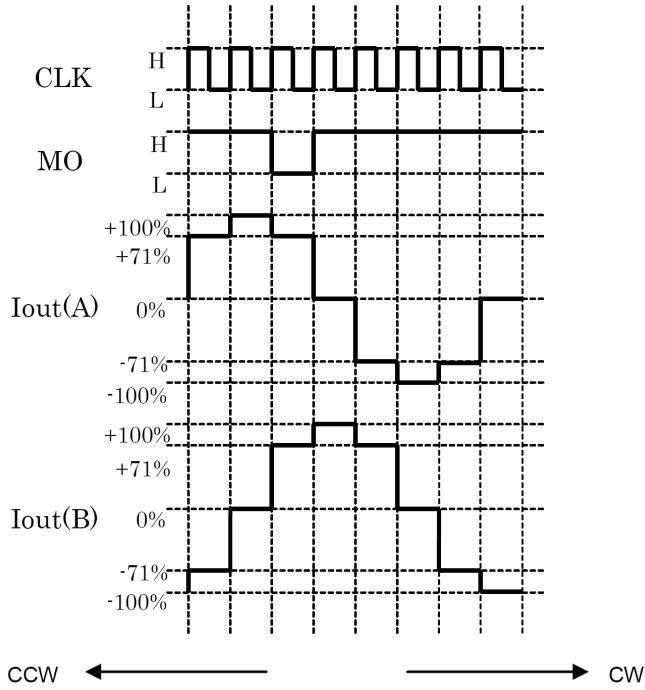 CLK
H
L
MO
H
L
+100%
+71%
Iout(A)
0%
-71%
-100%
+100%
+71%
Iout(B)
0%
-71%
-100%
CCW
CW